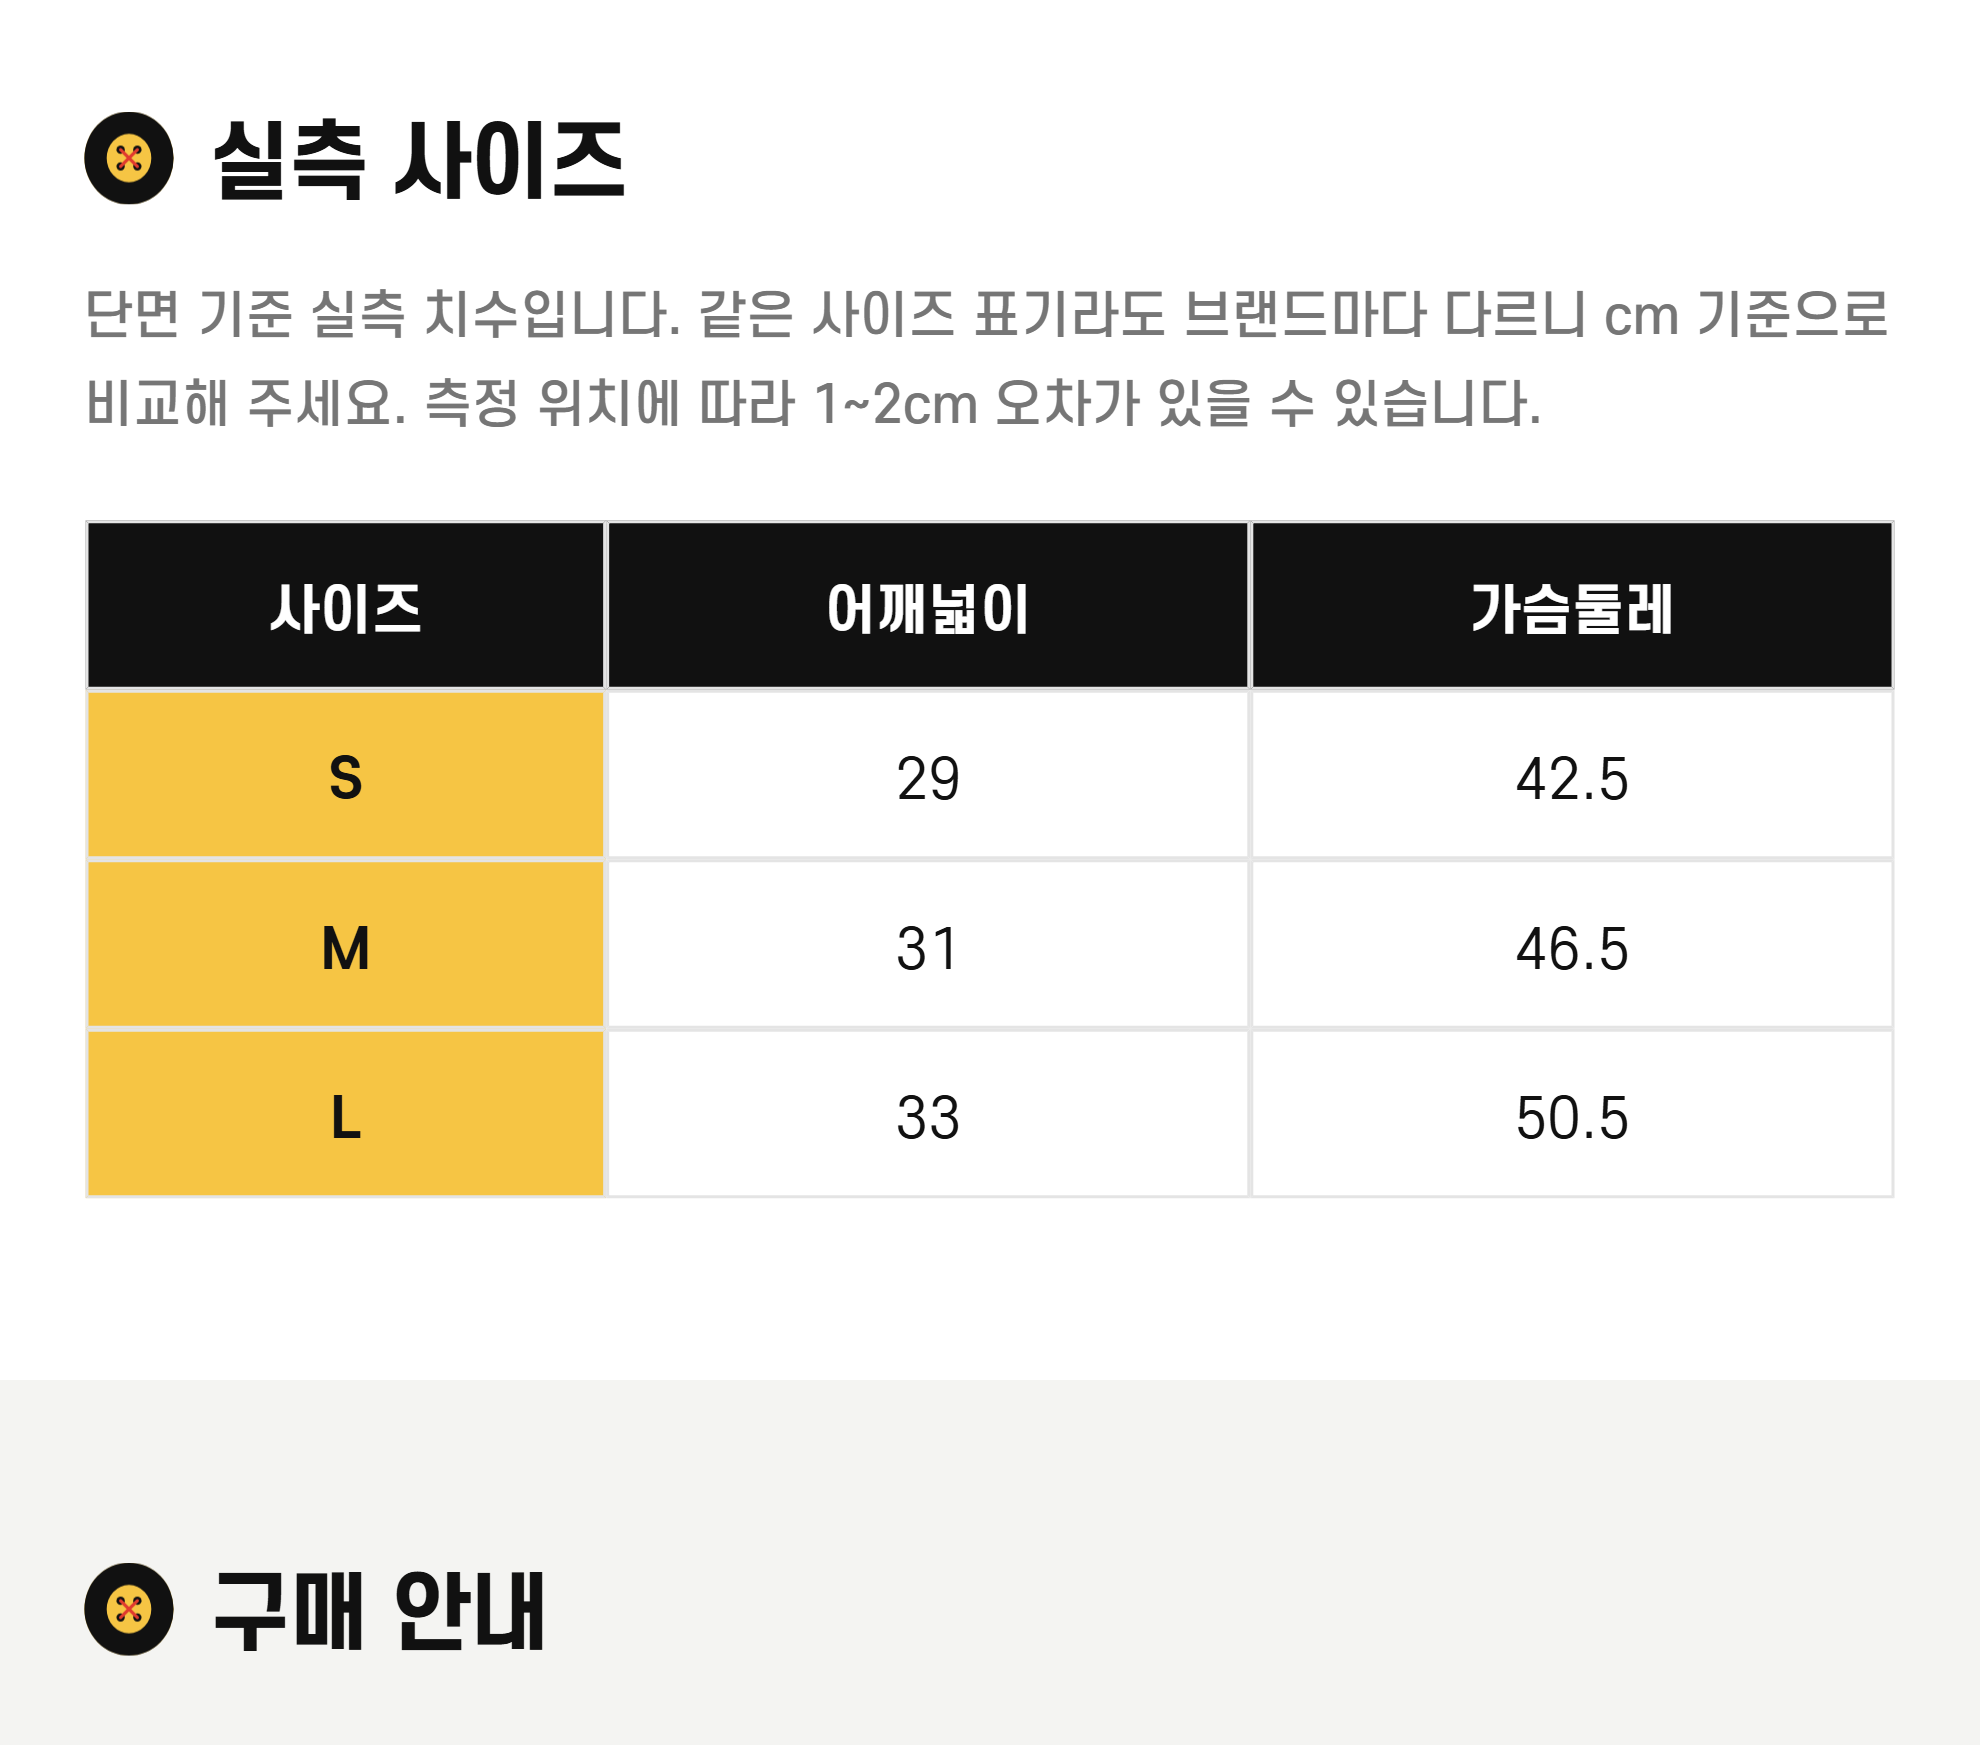 실측 사이즈
단면 기준 실측 치수입니다. 같은 사이즈 표기라도 브랜드마다 다르니 cm 기준으로
비교해 주세요. 측정 위치에 따라 1~2cm 오차가 있을 수 있습니다.
사이즈 어깨넓이 가슴둘레
S 29 42.5
M 31 46.5
L 33 50.5
구매 안내